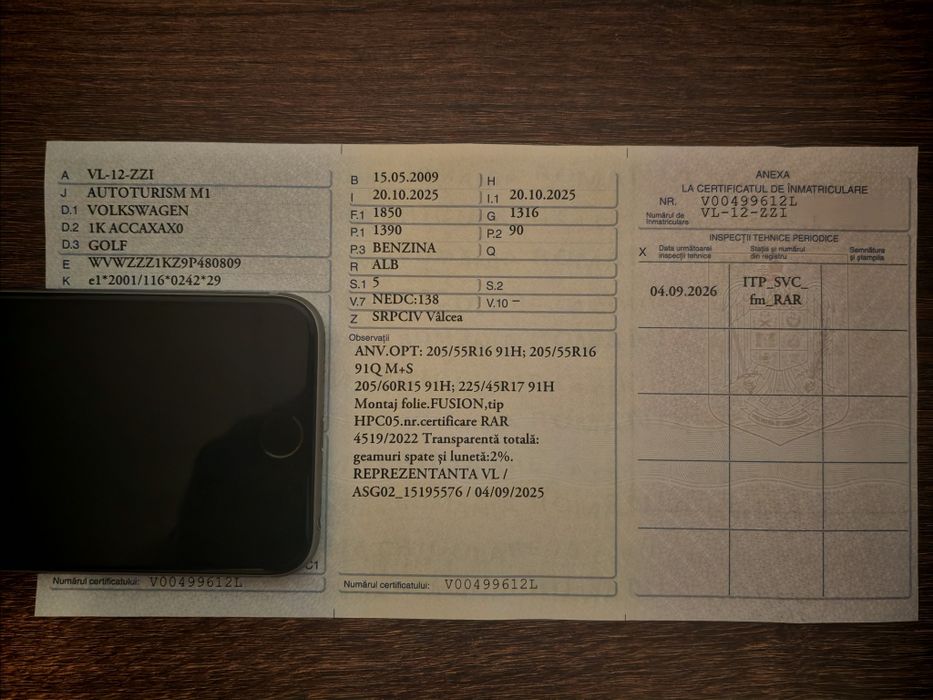 A VL-12-ZZI
J AUTOTURISM M1
D.1 VOLKSWAGEN
D.2 1K ACCAXAX0
D.3 GOLF
E WVWZZZ1KZ9P480809
K e1*2001/116*0242*29
C1
Numărul certificatului: V00499612L
B 15.05.2009 H
I 20.10.2025 I.1 20.10.2025
F.1 1850 G 1316
P.1 1390 P.2 90
P.3 BENZINA Q
R ALB
S.1 5 S.2
V.7 NEDC:138 V.10 –
Z SRPCIV Vâlcea
Observații
ANV.OPT: 205/55R16 91H; 205/55R16
91Q M+S
205/60R15 91H; 225/45R17 91H
Montaj folie.FUSION,tip
HPC05.nr.certificare RAR
4519/2022 Transparentă totală:
geamuri spate și lunetă:2%.
REPREZENTANTA VL /
ASG02_15195576 / 04/09/2025
Numărul certificatului: V00499612L
ANEXA
LA CERTIFICATUL DE ÎNMATRICULARE
NR. V00499612L
Numărul de înmatriculare VL-12-ZZI
INSPECȚII TEHNICE PERIODICE
X Data următoarei inspecții tehnice Stația și numărul din registru Semnătura și ștampila
04.09.2026 ITP_SVC_
fm_RAR